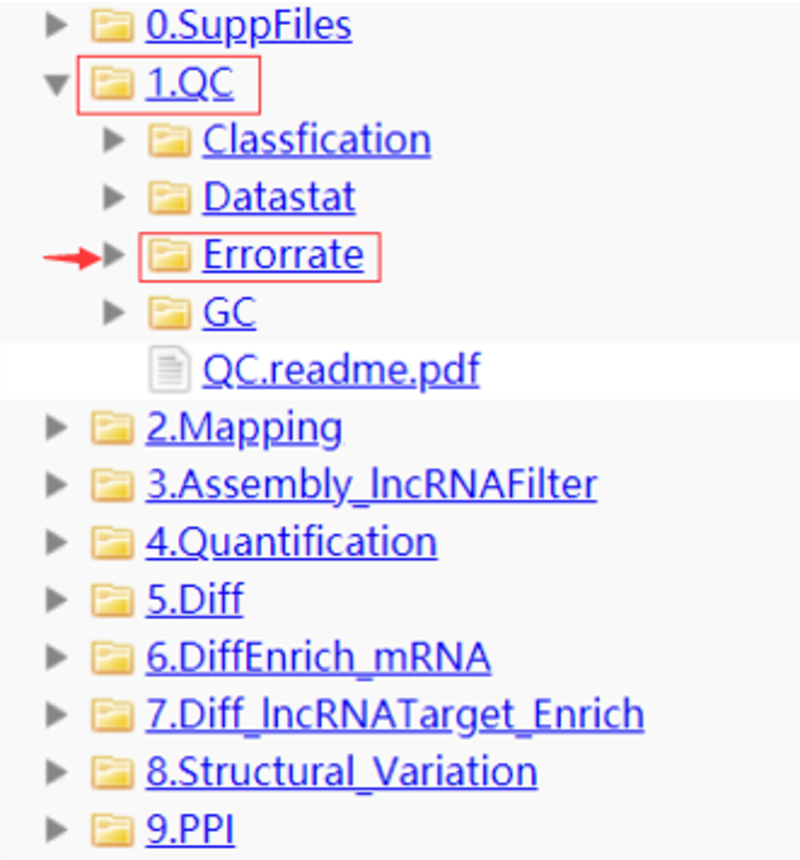 0.SuppFiles
1.QC
Classfication
Datastat
Errorrate
GC
QC.readme.pdf
2.Mapping
3.Assembly_lncRNAFilter
4.Quantification
5.Diff
6.DiffEnrich_mRNA
7.Diff_lncRNATarget_Enrich
8.Structural_Variation
9.PPI